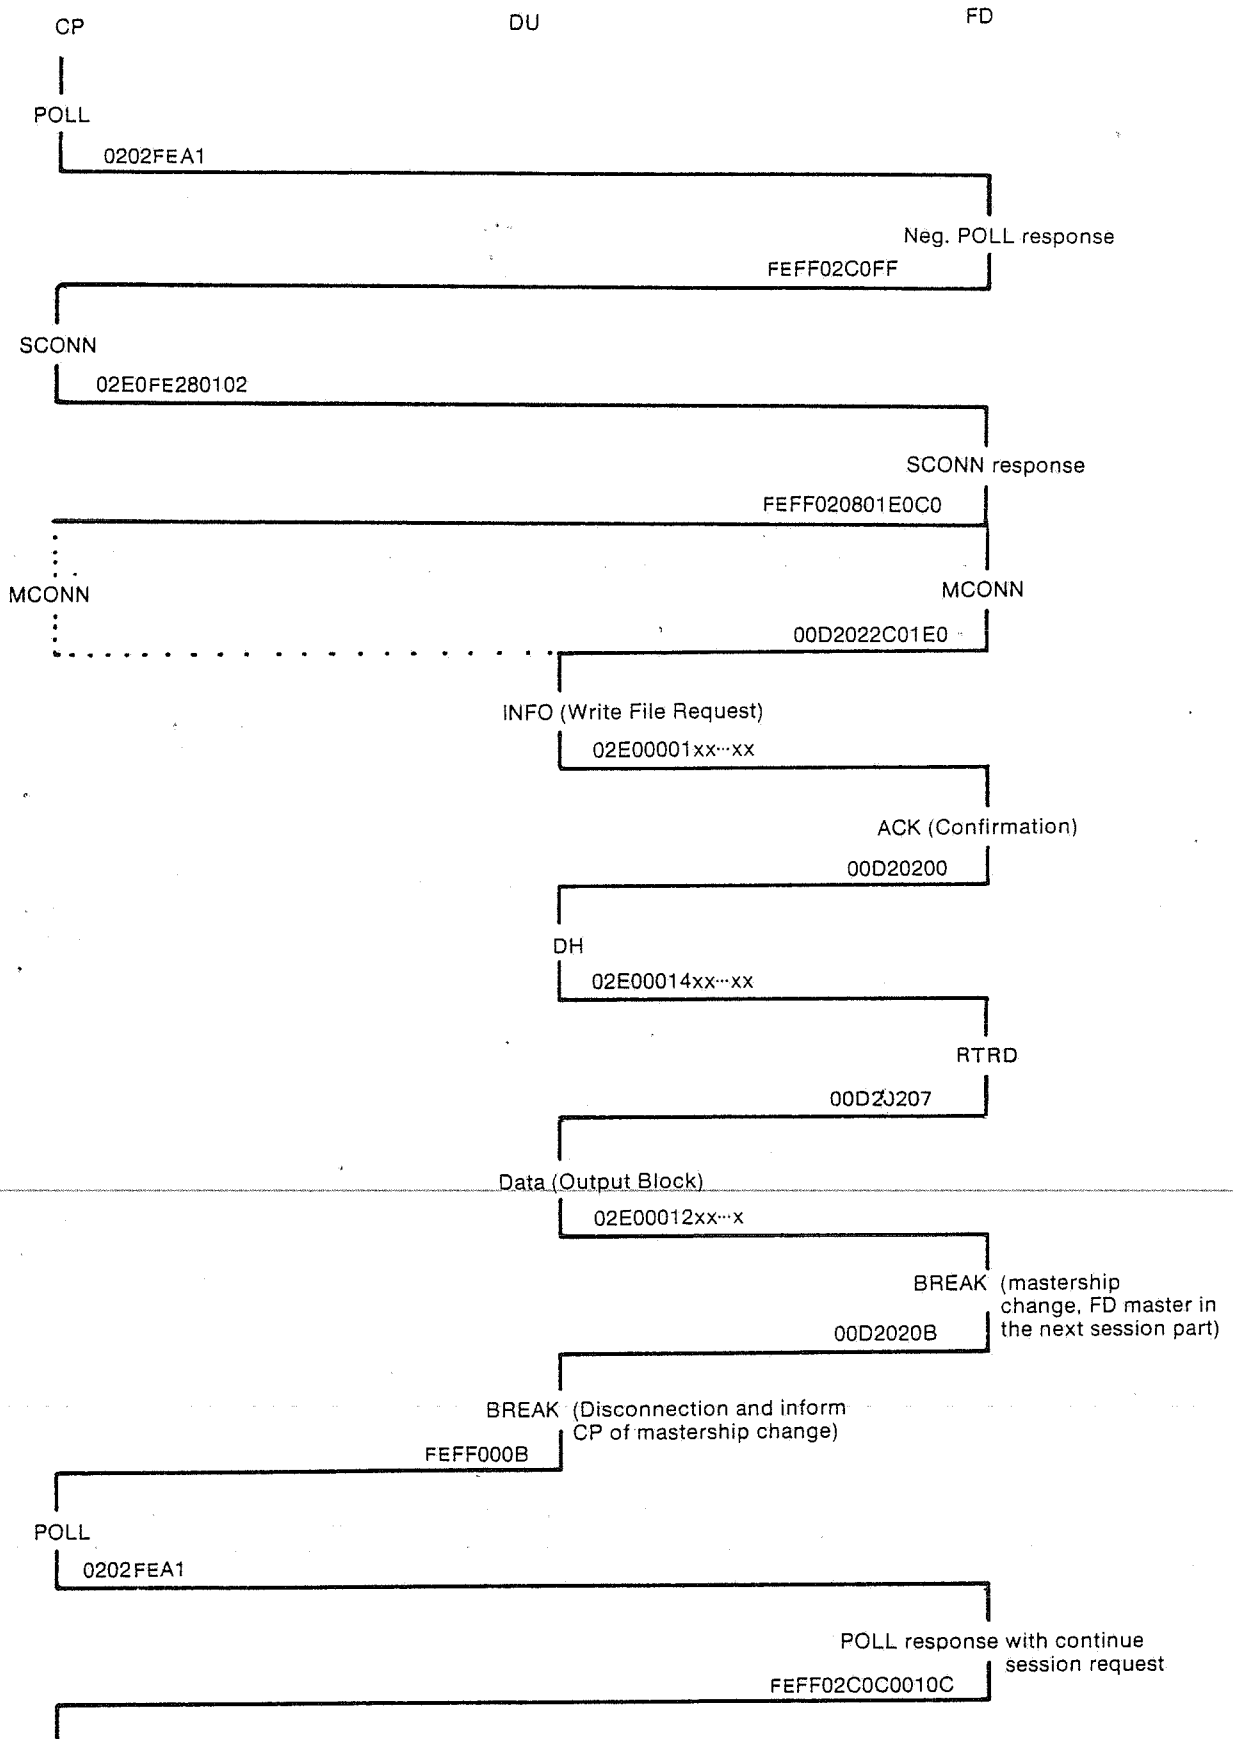 CP DU FD
POLL
0202FEA1
Neg. POLL response
FEFF02C0FF
SCONN
02E0FE280102
SCONN response
FEFF020801E0C0
MCONN MCONN
00D2022C01E0
INFO (Write File Request)
02E00001xx···xx
ACK (Confirmation)
00D20200
DH
02E00014xx···xx
RTRD
00D20207
Data (Output Block)
02E00012xx···x
BREAK (mastership
change, FD master in
00D2020B the next session part)
BREAK (Disconnection and inform
CP of mastership change)
FEFF000B
POLL
0202FEA1
POLL response with continue
session request
FEFF02C0C0010C